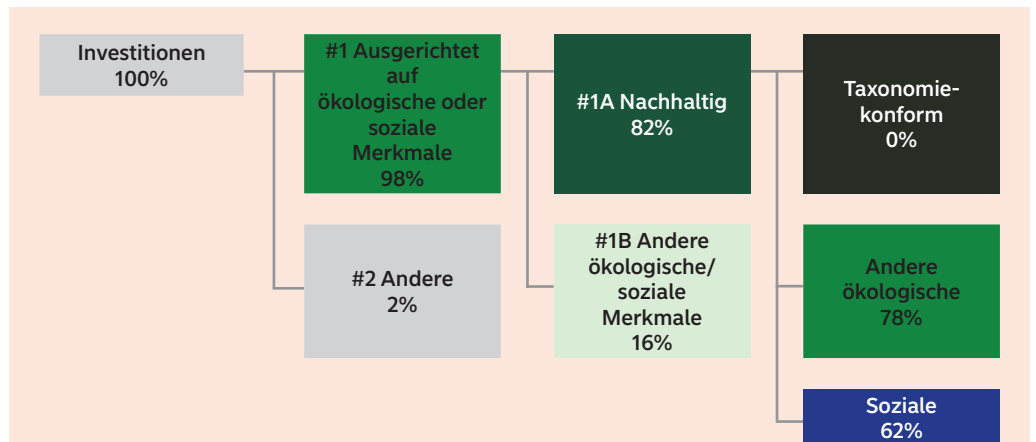 Investitionen
100%
#1 Ausgerichtet
auf
ökologische oder
soziale
Merkmale
98%
#1A Nachhaltig
82%
Taxonomie-
konform
0%
#2 Andere
2%
#1B Andere
ökologische/
soziale
Merkmale
16%
Andere
ökologische
78%
Soziale
62%